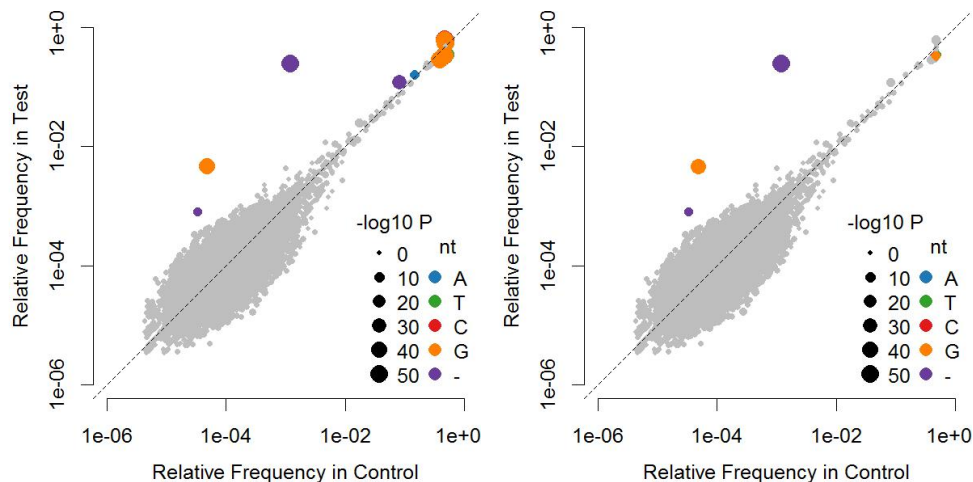 1e+0
1e-02
1e-04
1e-06
Relative Frequency in Test
1e-06
1e-04
1e-02
1e+0
Relative Frequency in Control
-log10 P
nt
0
10
A
20
T
30
C
40
G
50
-
1e+0
1e-02
1e-04
1e-06
Relative Frequency in Test
1e-06
1e-04
1e-02
1e+0
Relative Frequency in Control
-log10 P
nt
0
10
A
20
T
30
C
40
G
50
-